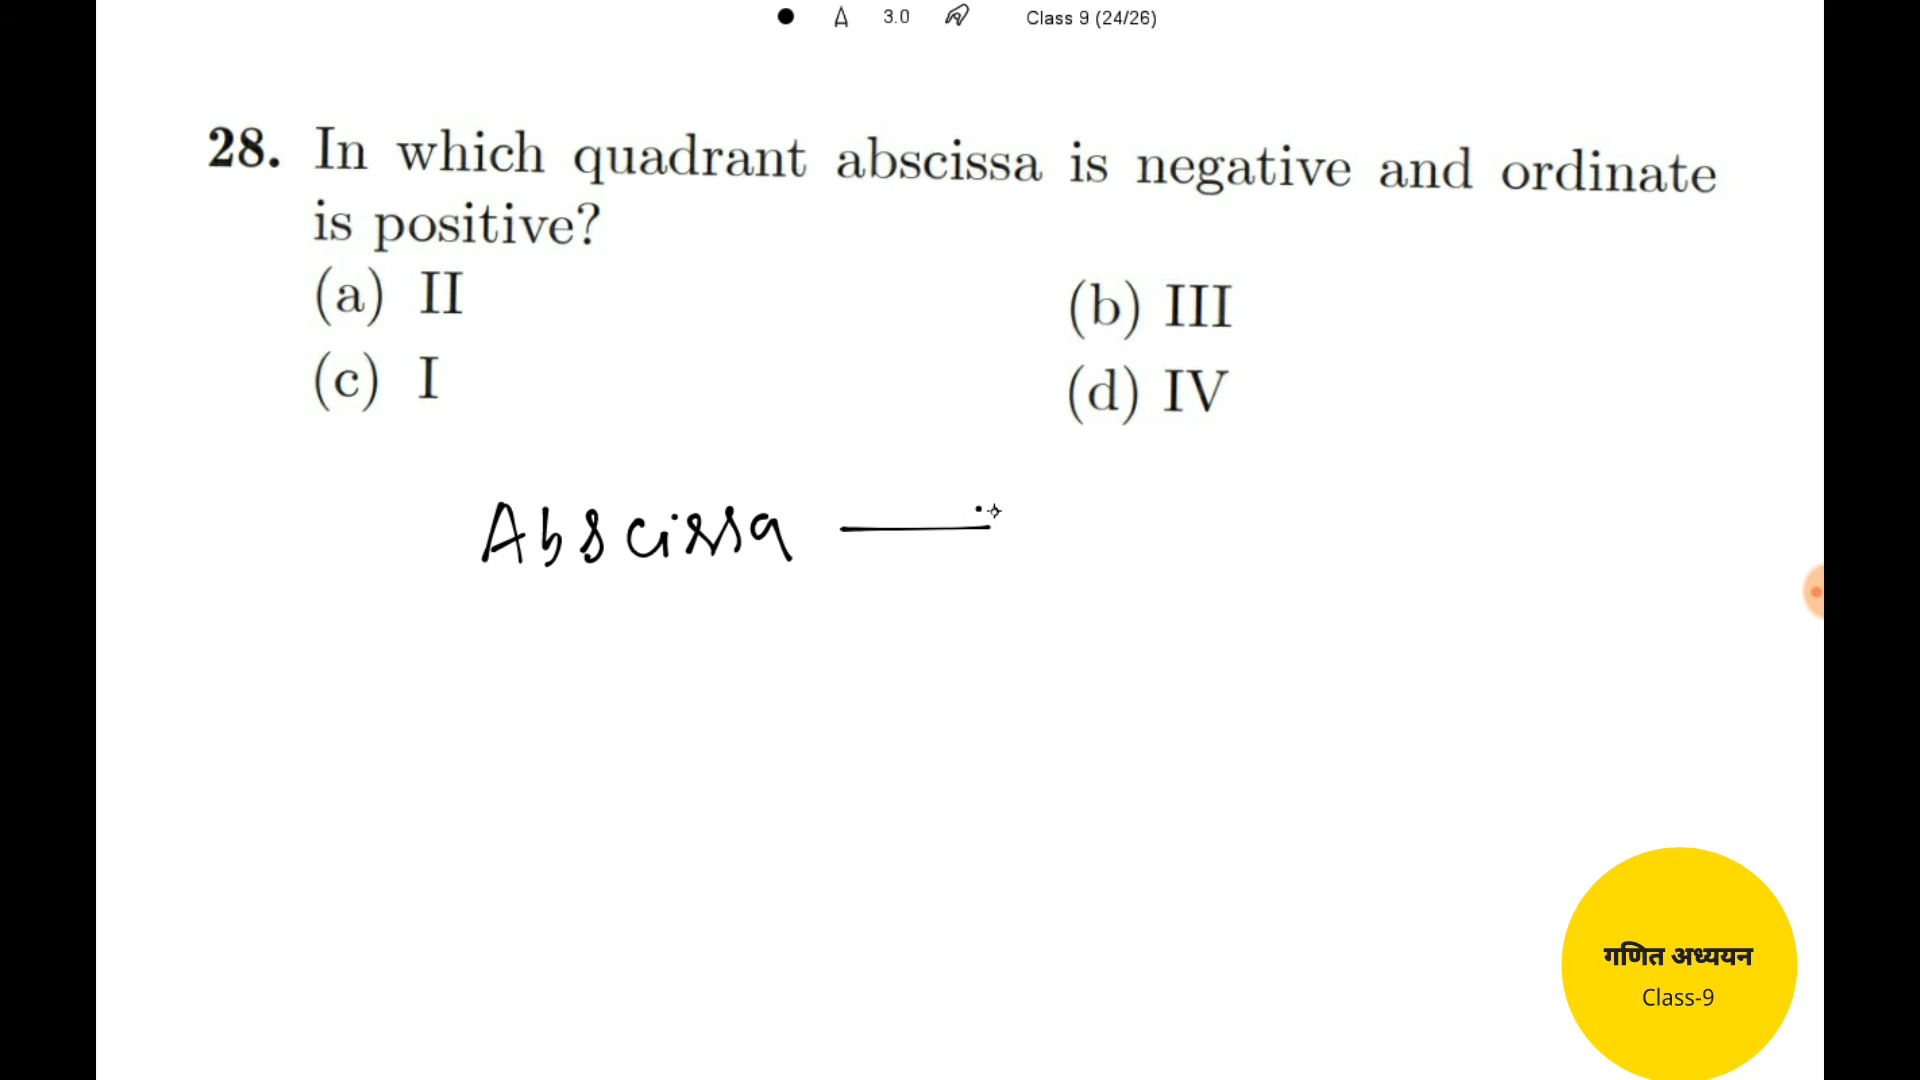 3.0 Class 9 (24/26)
28. In which quadrant abscissa is negative and ordinate
is positive?
(a) II (b) III
(c) I (d) IV
Abscissa
गणित अध्ययन
Class-9